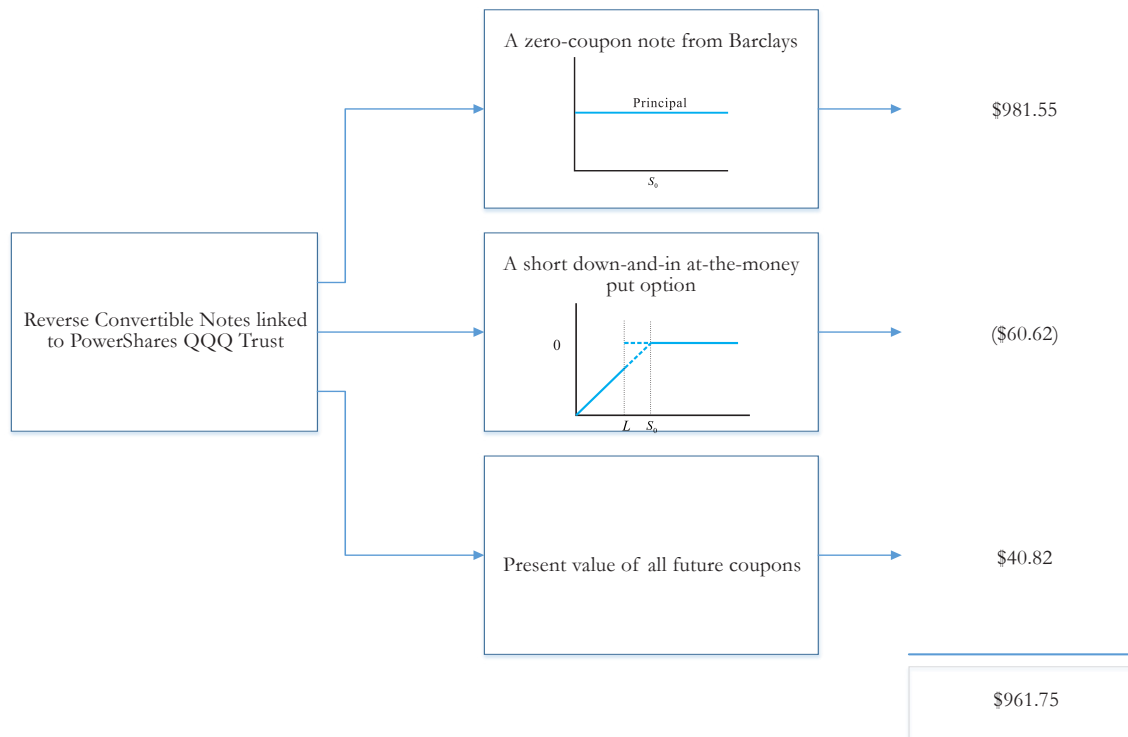 A zero-coupon note from Barclays
Principal
S₀
$981.55
Reverse Convertible Notes linked
to PowerShares QQQ Trust
A short down-and-in at-the-money
put option
0
L S₀
($60.62)
Present value of all future coupons
$40.82
$961.75